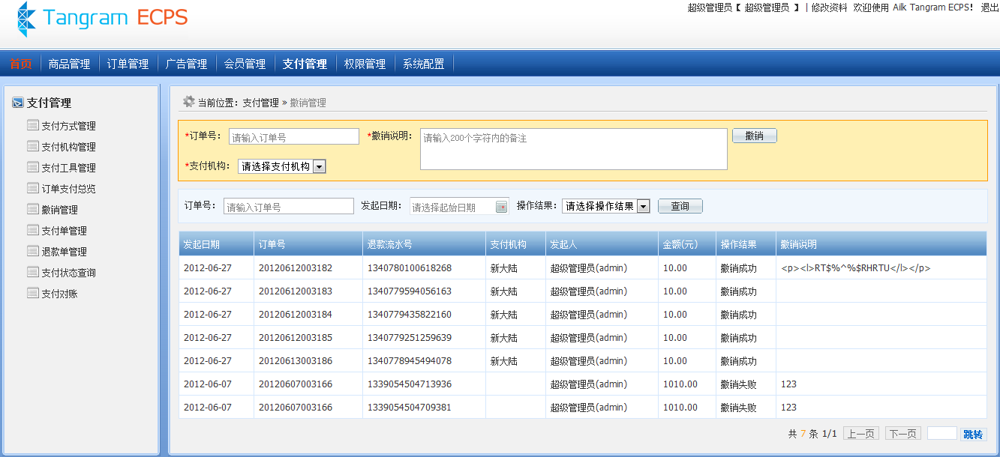 Tangram ECPS
超级管理员【 超级管理员 】 | 修改资料 欢迎使用 Ailk Tangram ECPS! 退出
首页 商品管理 订单管理 广告管理 会员管理 支付管理 权限管理 系统配置
支付管理
支付方式管理
支付机构管理
支付工具管理
订单支付总览
撤销管理
支付单管理
退款单管理
支付状态查询
支付对账
当前位置: 支付管理 » 撤销管理
*订单号: 请输入订单号 *撤销说明: 请输入200个字符内的备注 撤销
*支付机构: 请选择支付机构
订单号: 请输入订单号 发起日期: 请选择起始日期 操作结果: 请选择操作结果 查询
发起日期 订单号 退款流水号 支付机构 发起人 金额(元) 操作结果 撤销说明
2012-06-27 20120612003182 1340780100618268 新大陆 超级管理员(admin) 10.00 撤销成功 <p><l>RT$%^%$RHRTU</l></p>
2012-06-27 20120612003183 1340779594056163 新大陆 超级管理员(admin) 10.00 撤销成功
2012-06-27 20120612003184 1340779435822160 新大陆 超级管理员(admin) 10.00 撤销成功
2012-06-27 20120612003185 1340779251259639 新大陆 超级管理员(admin) 10.00 撤销成功
2012-06-27 20120613003186 1340778945494078 新大陆 超级管理员(admin) 10.00 撤销成功
2012-06-07 20120607003166 1339054504713936 超级管理员(admin) 1010.00 撤销失败 123
2012-06-07 20120607003166 1339054504709381 超级管理员(admin) 1010.00 撤销失败 123
共 7 条 1/1 上一页 下一页 跳转